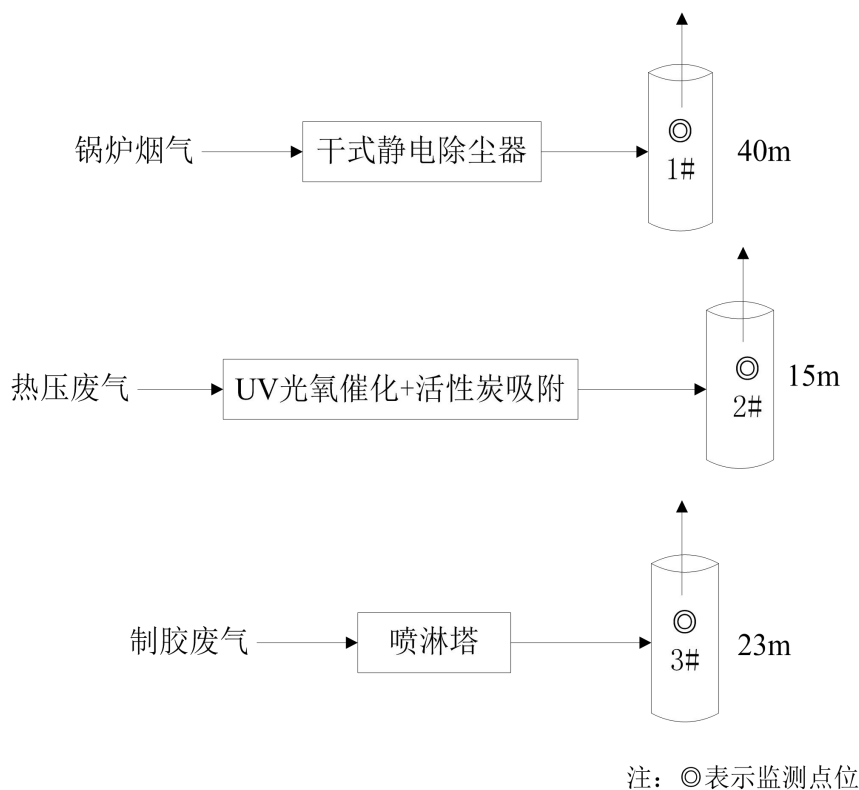 锅炉烟气
干式静电除尘器
1#
40m
热压废气
UV光氧催化+活性炭吸附
2#
15m
制胶废气
喷淋塔
3#
23m
注：◎表示监测点位